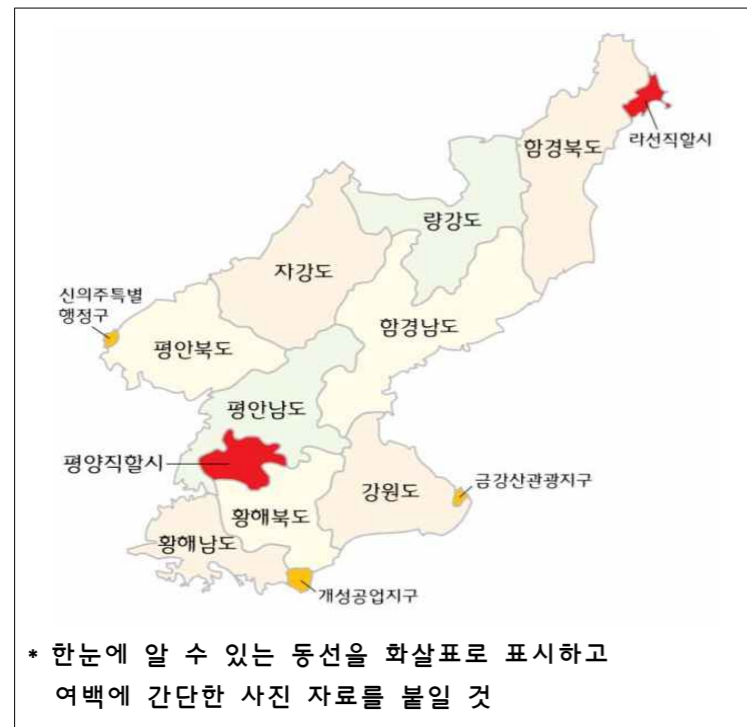 함경북도
라선직할시
량강도
자강도
신의주특별
행정구
함경남도
평안북도
평안남도
평양직할시
강원도
금강산관광지구
황해북도
황해남도
개성공업지구
* 한눈에 알 수 있는 동선을 화살표로 표시하고
여백에 간단한 사진 자료를 붙일 것